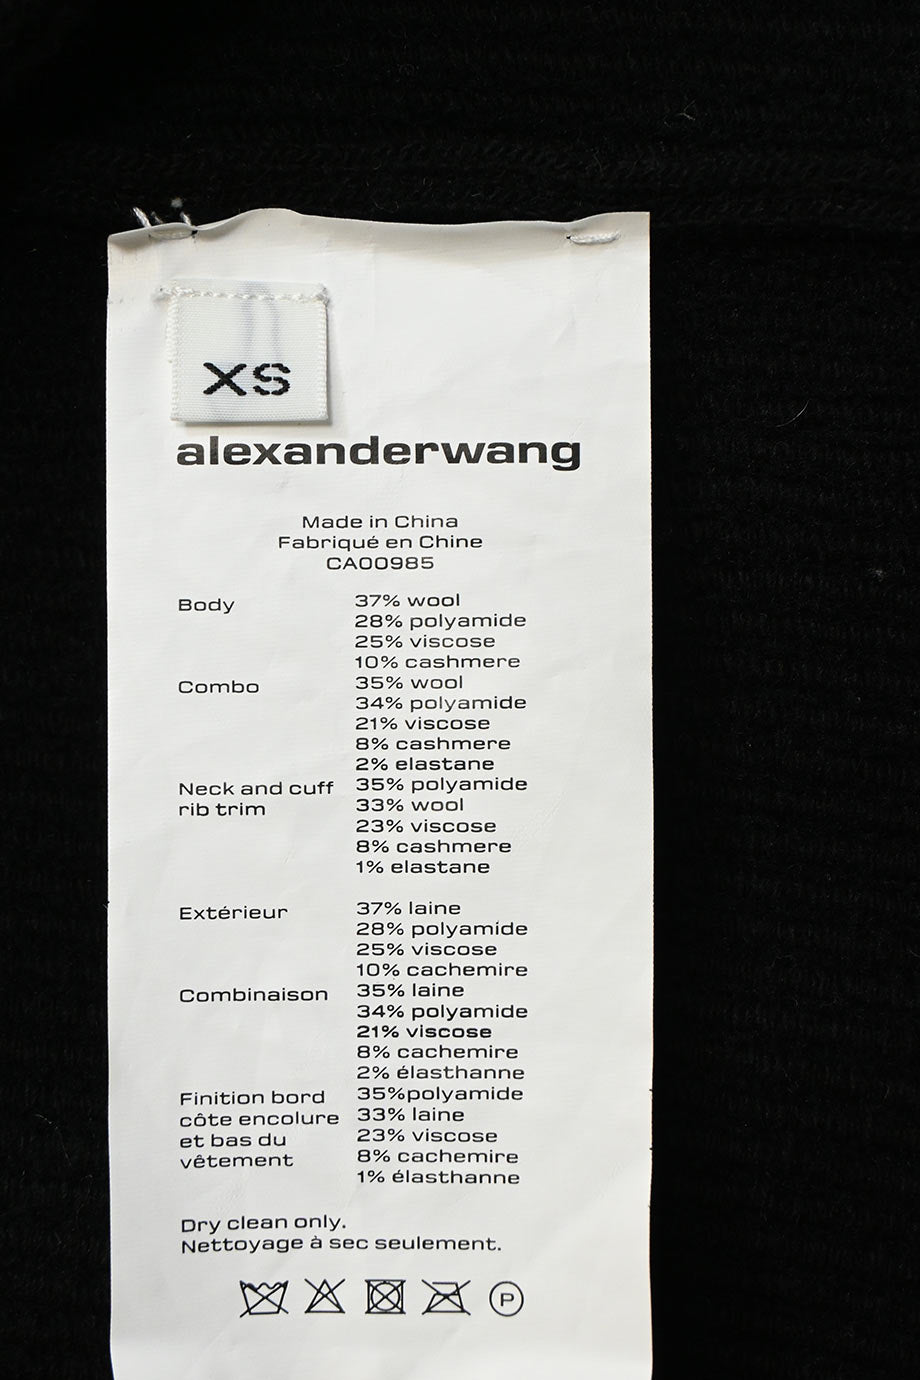 XS
alexanderwang
Made in China
Fabriqué en Chine
CA00985
Body 37% wool
28% polyamide
25% viscose
10% cashmere
Combo 35% wool
34% polyamide
21% viscose
8% cashmere
2% elastane
Neck and cuff 35% polyamide
rib trim 33% wool
23% viscose
8% cashmere
1% elastane
Extérieur 37% laine
28% polyamide
25% viscose
10% cachemire
Combinaison 35% laine
34% polyamide
21% viscose
8% cachemire
2% élasthanne
Finition bord 35%polyamide
côte encolure 33% laine
et bas du 23% viscose
vêtement 8% cachemire
1% élasthanne
Dry clean only.
Nettoyage à sec seulement.
P